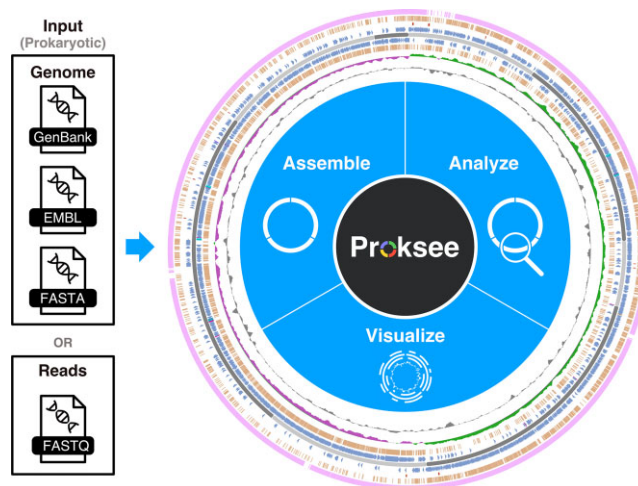 Input
(Prokaryotic)
Genome
GenBank
EMBL
FASTA
OR
Reads
FASTQ
Assemble
Analyze
Proksee
Visualize